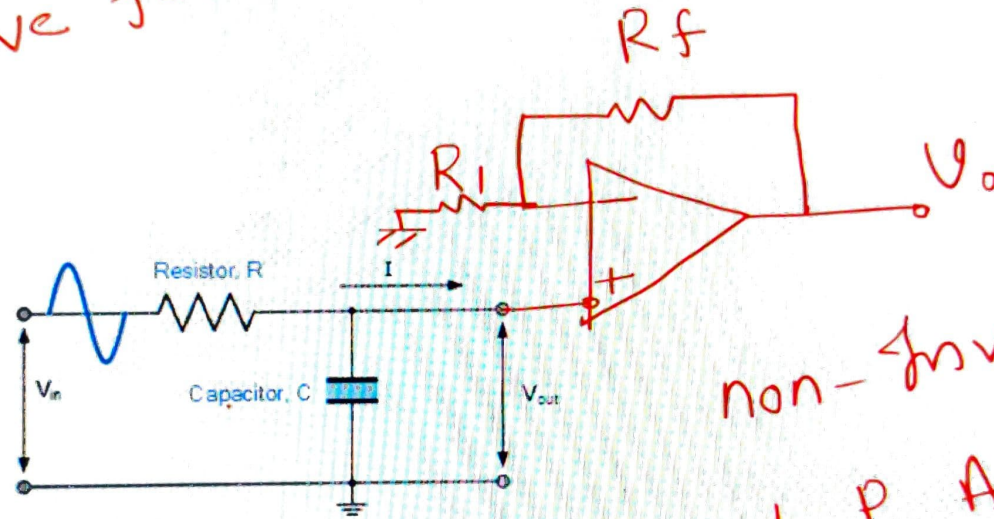 ve
Rf
R1
Vo
Resistor, R
I
+
Vin
Capacitor, C
Vout
non-Inv
P A